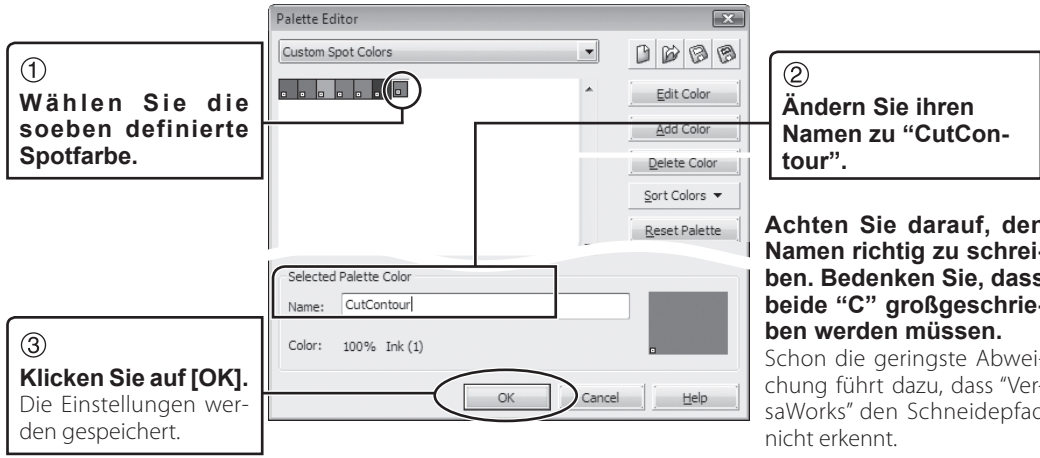 ①
Wählen Sie die
soeben definierte
Spotfarbe.
Palette Editor
Custom Spot Colors
Edit Color
Add Color
Delete Color
Sort Colors
Reset Palette
②
Ändern Sie ihren
Namen zu “CutCon-
tour”.
Achten Sie darauf, den
Namen richtig zu schrei-
ben. Bedenken Sie, dass
beide “C” großgeschrie-
ben werden müssen.
Schon die geringste Abwei-
chung führt dazu, dass “Ver-
saWorks” den Schneidepfad
nicht erkennt.
Selected Palette Color
Name: CutContour
Color: 100% Ink (1)
OK Cancel Help
③
Klicken Sie auf [OK].
Die Einstellungen wer-
den gespeichert.